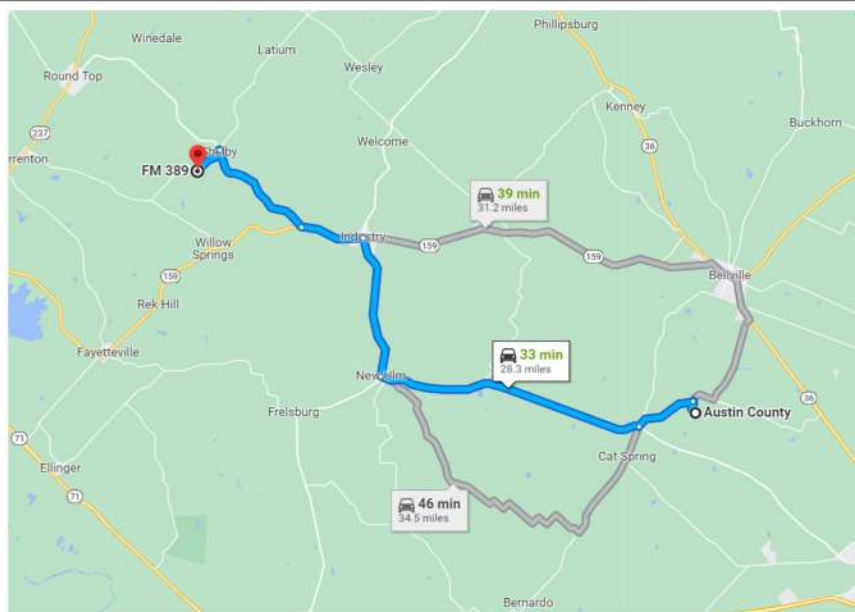 Phillipsburg
Winedale
Latium
Wesley
Round Top
Kenney
Buckhorn
237
Welcome
36
rrenton
FM 389
39 min
31.2 miles
Industry
Willow
Springs
159
159
159
Bellville
Rek Hill
33 min
28.3 miles
Fayetteville
36
Frelsburg
Austin County
71
Cat Spring
Ellinger
46 min
34.5 miles
71
Bernardo